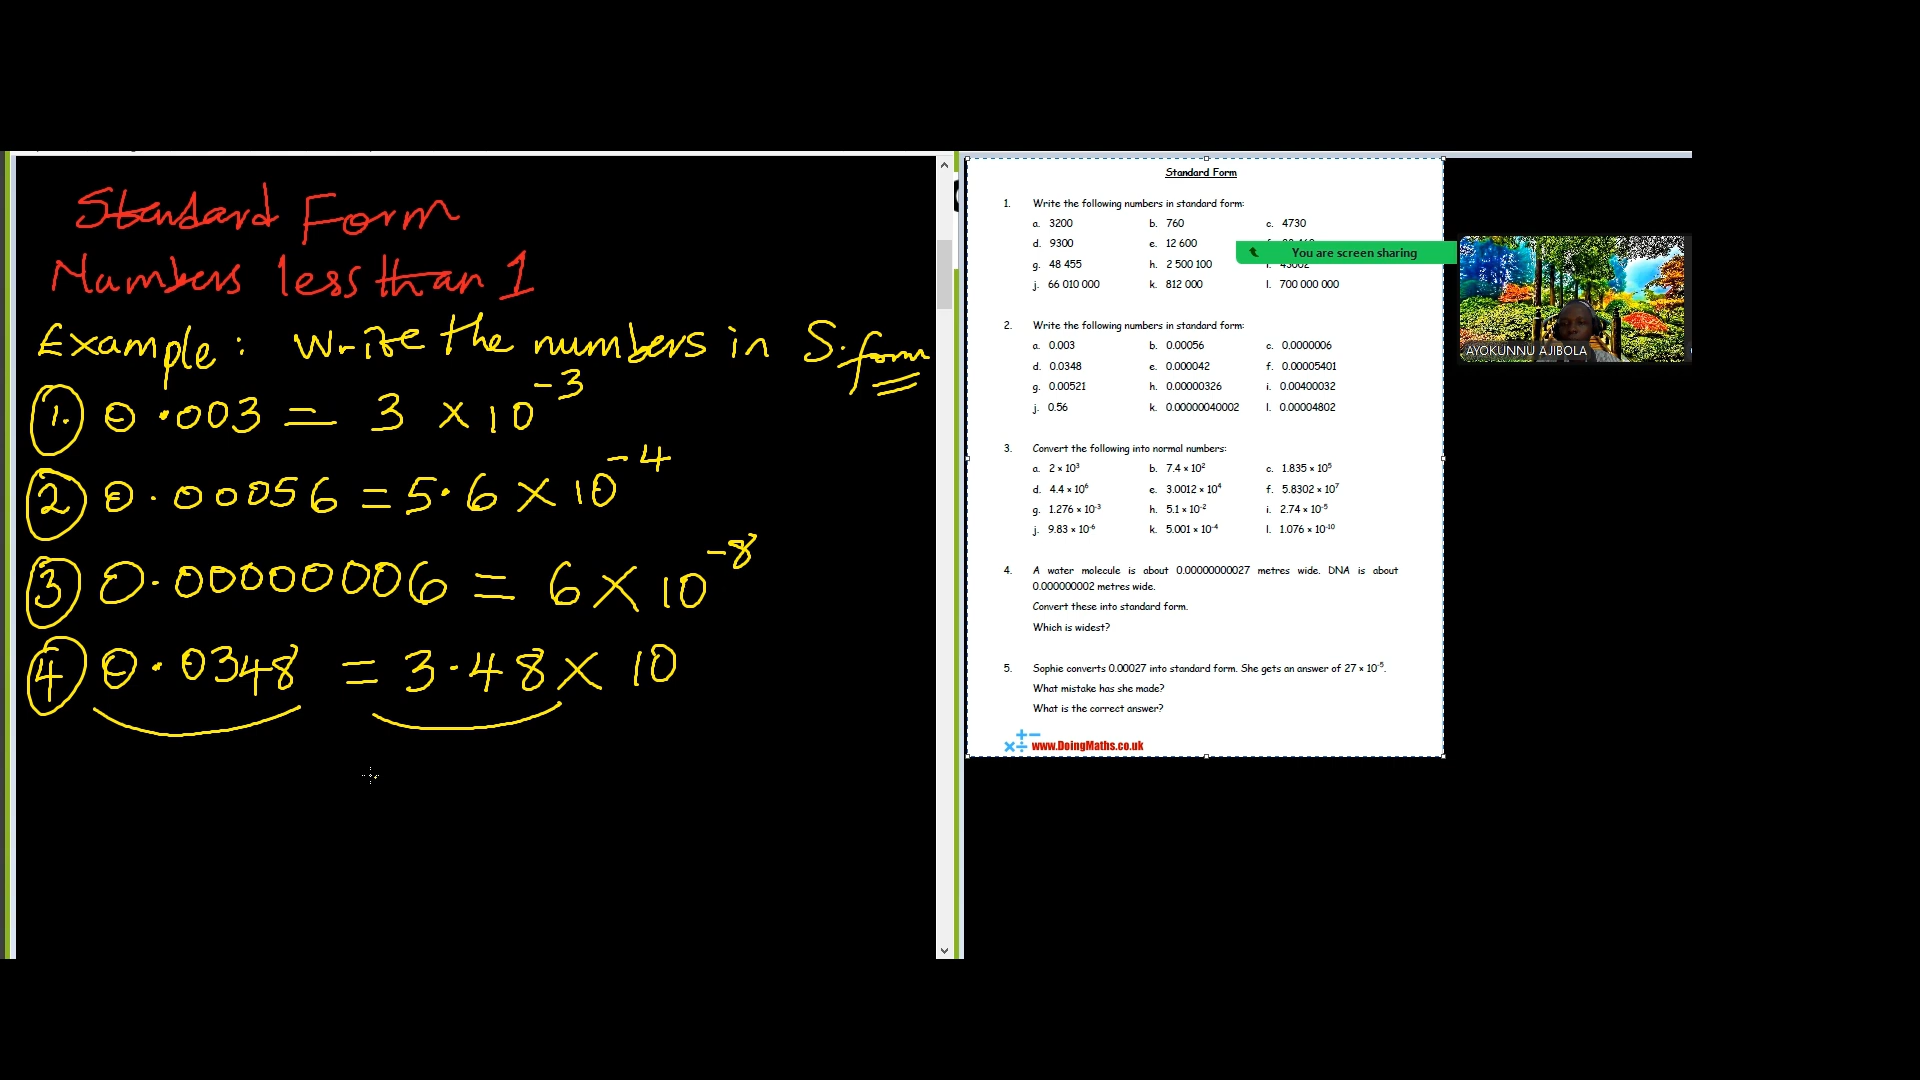 Standard Form
Numbers less than 1
Example: Write the numbers in S.form
1. 0.003 = 3 × 10⁻³
2 0.00056 = 5.6 × 10⁻⁴
3 0.00000006 = 6 × 10⁻⁸
4 0.0348 = 3.48 × 10
Standard Form
1. Write the following numbers in standard form:
a. 3200 b. 760 c. 4730
d. 9300 e. 12 600
g. 48 455 h. 2 500 100 i. 43002
j. 66 010 000 k. 812 000 l. 700 000 000
2. Write the following numbers in standard form:
a. 0.003 b. 0.00056 c. 0.0000006
d. 0.0348 e. 0.000042 f. 0.00005401
g. 0.00521 h. 0.00000326 i. 0.00400032
j. 0.56 k. 0.00000040002 l. 0.00004802
3. Convert the following into normal numbers:
a. 2 × 10³ b. 7.4 × 10² c. 1.835 × 10⁵
d. 4.4 × 10⁶ e. 3.0012 × 10⁴ f. 5.8302 × 10⁷
g. 1.276 × 10⁻³ h. 5.1 × 10⁻² i. 2.74 × 10⁻⁵
j. 9.83 × 10⁻⁶ k. 5.001 × 10⁻⁴ l. 1.076 × 10⁻¹⁰
4. A water molecule is about 0.00000000027 metres wide. DNA is about
0.000000002 metres wide.
Convert these into standard form.
Which is widest?
5. Sophie converts 0.00027 into standard form. She gets an answer of 27 × 10⁻⁵.
What mistake has she made?
What is the correct answer?
www.DoingMaths.co.uk
You are screen sharing
AYOKUNNU AJIBOLA